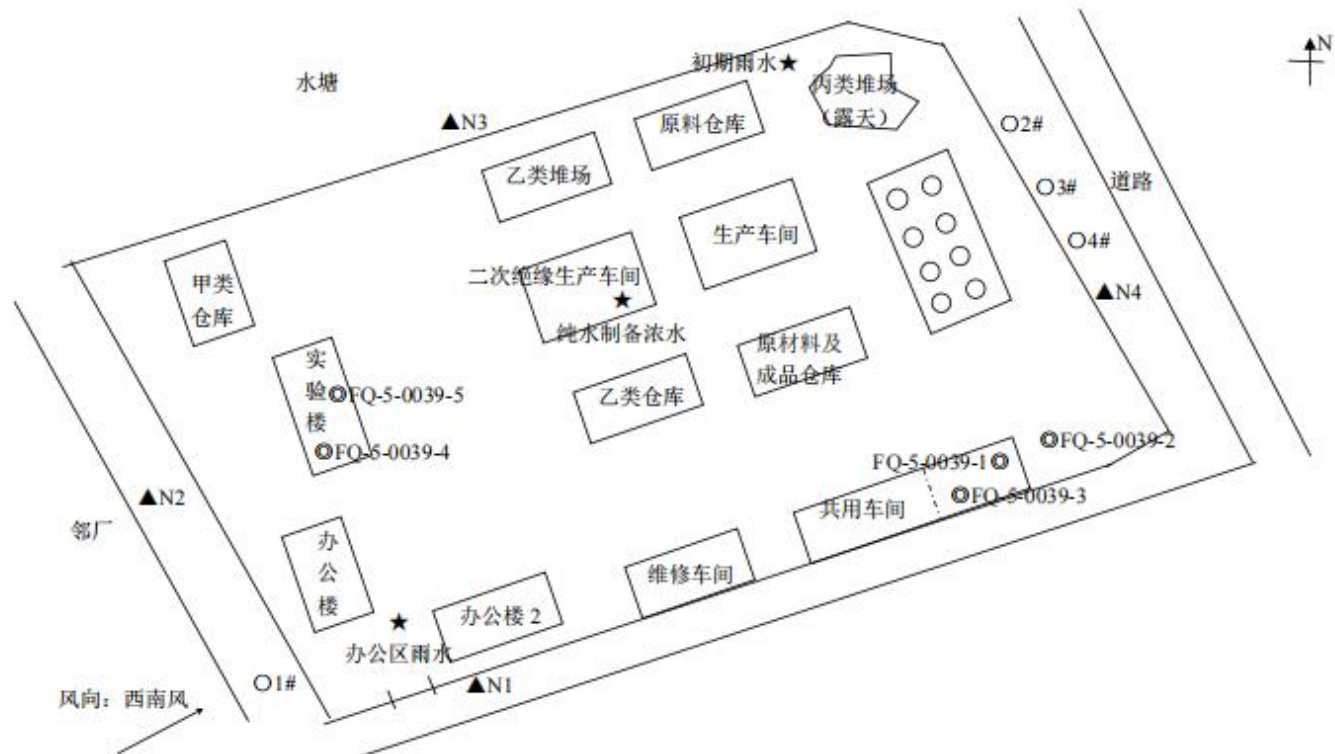 N
初期雨水★
水塘
丙类堆场
（露天）
▲N3
原料仓库
○2#
乙类堆场
○3#
道路
生产车间
○4#
二次绝缘生产车间
★
甲类
仓库
▲N4
纯水制备浓水
原材料及
成品仓库
实
验
楼
◎FQ-5-0039-5
乙类仓库
◎FQ-5-0039-4
◎FQ-5-0039-2
FQ-5-0039-1◎
▲N2
◎FQ-5-0039-3
共用车间
邻厂
办
公
楼
维修车间
办公楼 2
★
办公区雨水
○1#
▲N1
风向：西南风